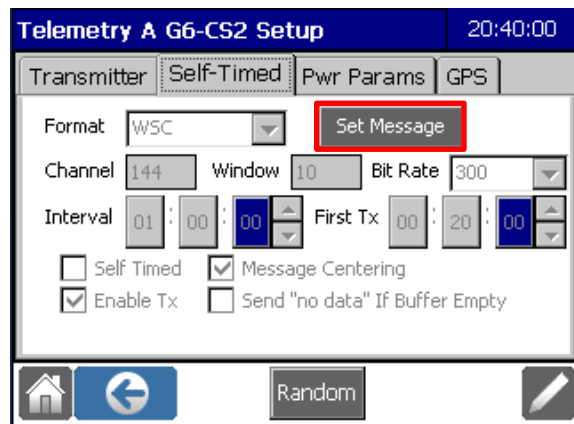 Telemetry A G6-CS2 Setup 20:40:00
Transmitter Self-Timed Pwr Params GPS
Format WSC Set Message
Channel 144 Window 10 Bit Rate 300
Interval 01 : 00 : 00 First Tx 00 : 20 : 00
Self Timed Message Centering
Enable Tx Send "no data" If Buffer Empty
Random